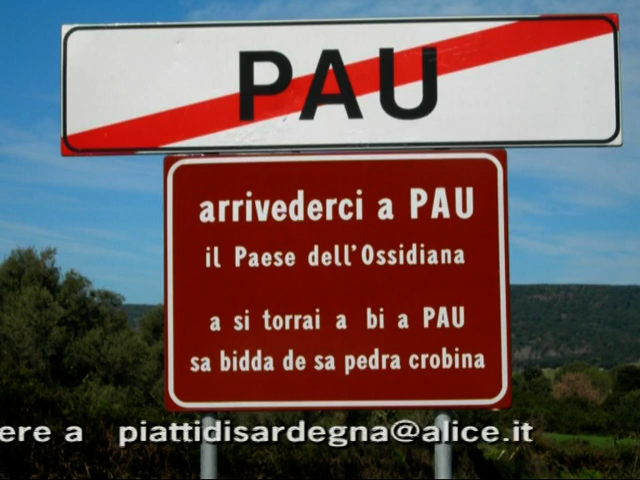 PAU
arrivederci a PAU
il Paese dell'Ossidiana
a si torrai a bi a PAU
sa bidda de sa pedra crobina
ere a piattidisardegna@alice.it